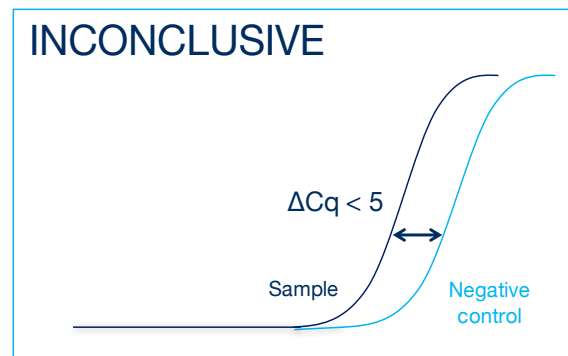 INCONCLUSIVE
ΔCq < 5
Sample
Negative
control